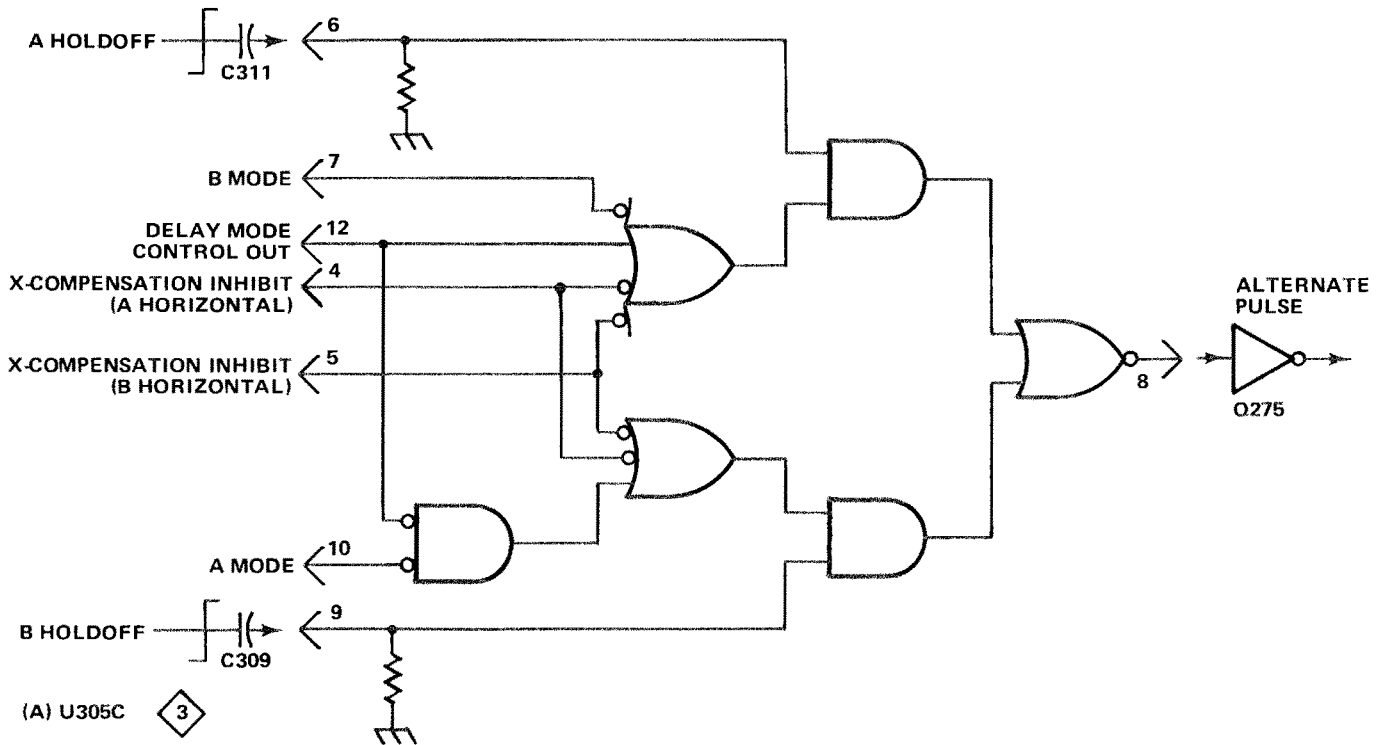 A HOLDOFF
C311
6
B MODE
7
DELAY MODE
CONTROL OUT
12
X-COMPENSATION INHIBIT
(A HORIZONTAL)
4
X-COMPENSATION INHIBIT
(B HORIZONTAL)
5
A MODE
10
B HOLDOFF
C309
9
8
ALTERNATE
PULSE
Q275
(A) U305C
3